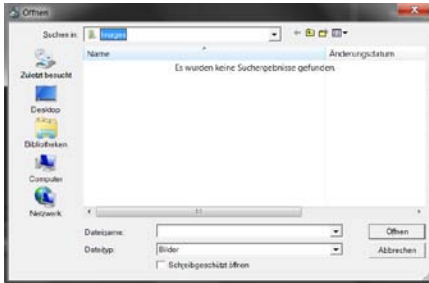 Öffnen
Suchen in: Images
Name Änderungsdatum
Es wurden keine Suchergebnisse gefunden.
Zuletzt besucht
Desktop
Bibliotheken
Computer
Netzwerk
Dateiname: Öffnen
Dateityp: Bilder Abbrechen
Schreibgeschützt öffnen